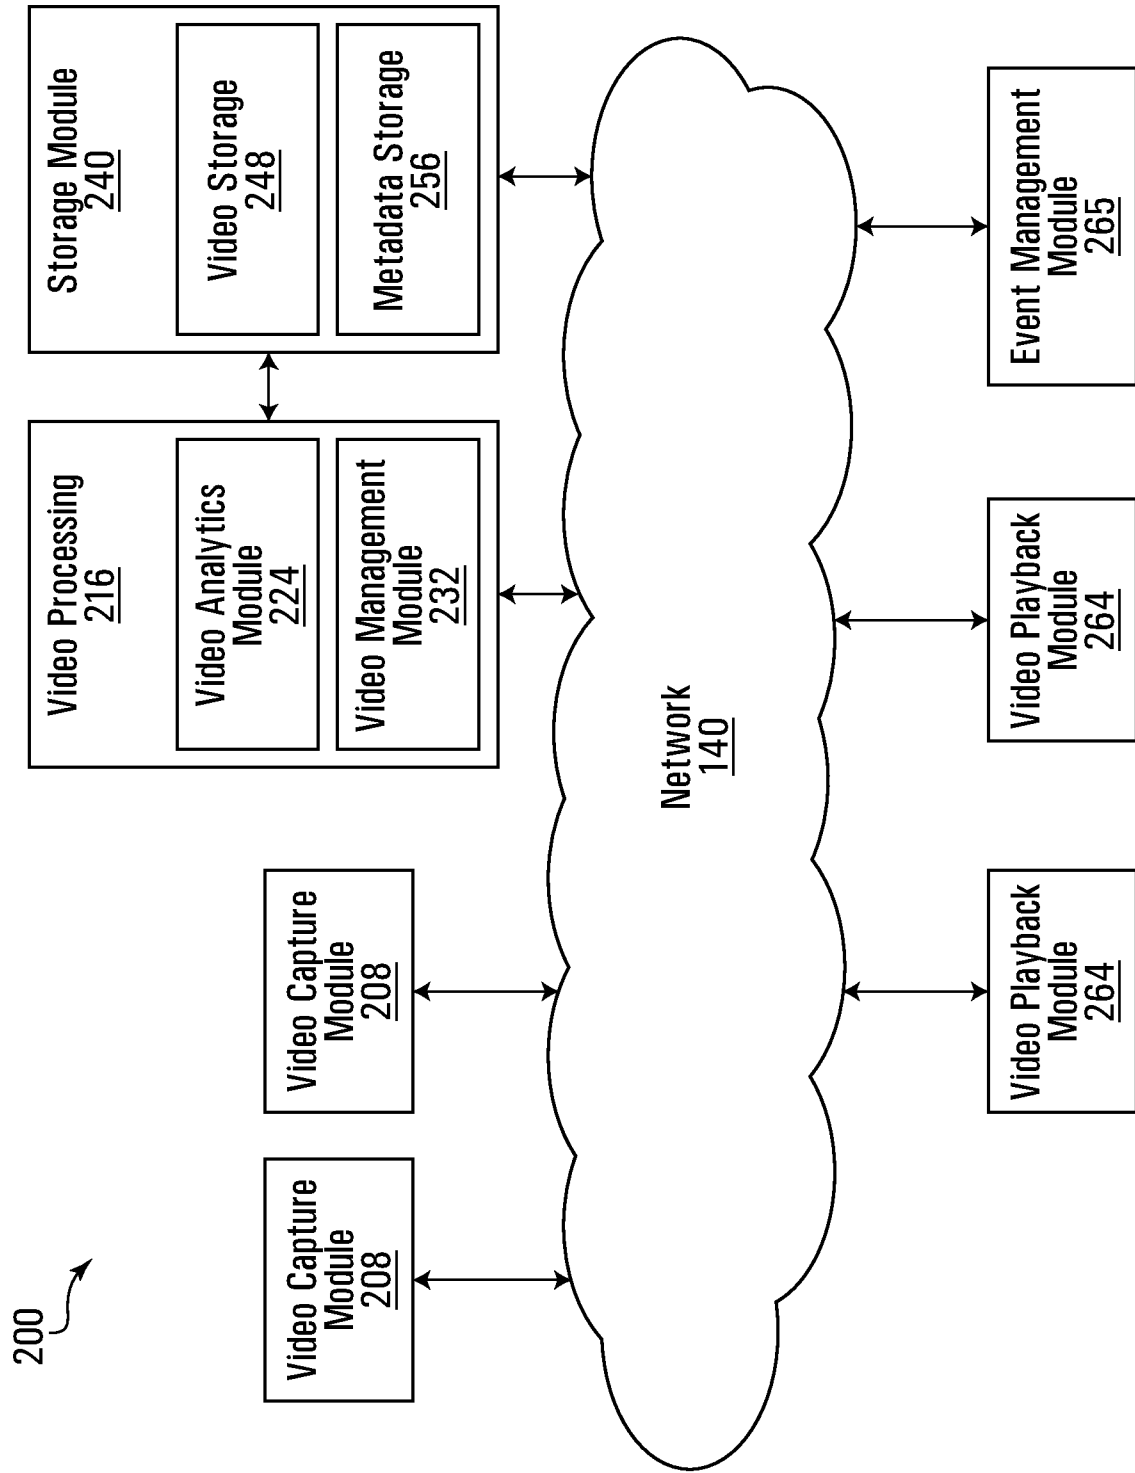 200
Video Capture
Module
208
Video Capture
Module
208
Video Processing
216
Video Analytics
Module
224
Video Management
Module
232
Storage Module
240
Video Storage
248
Metadata Storage
256
Network
140
Video Playback
Module
264
Video Playback
Module
264
Event Management
Module
265